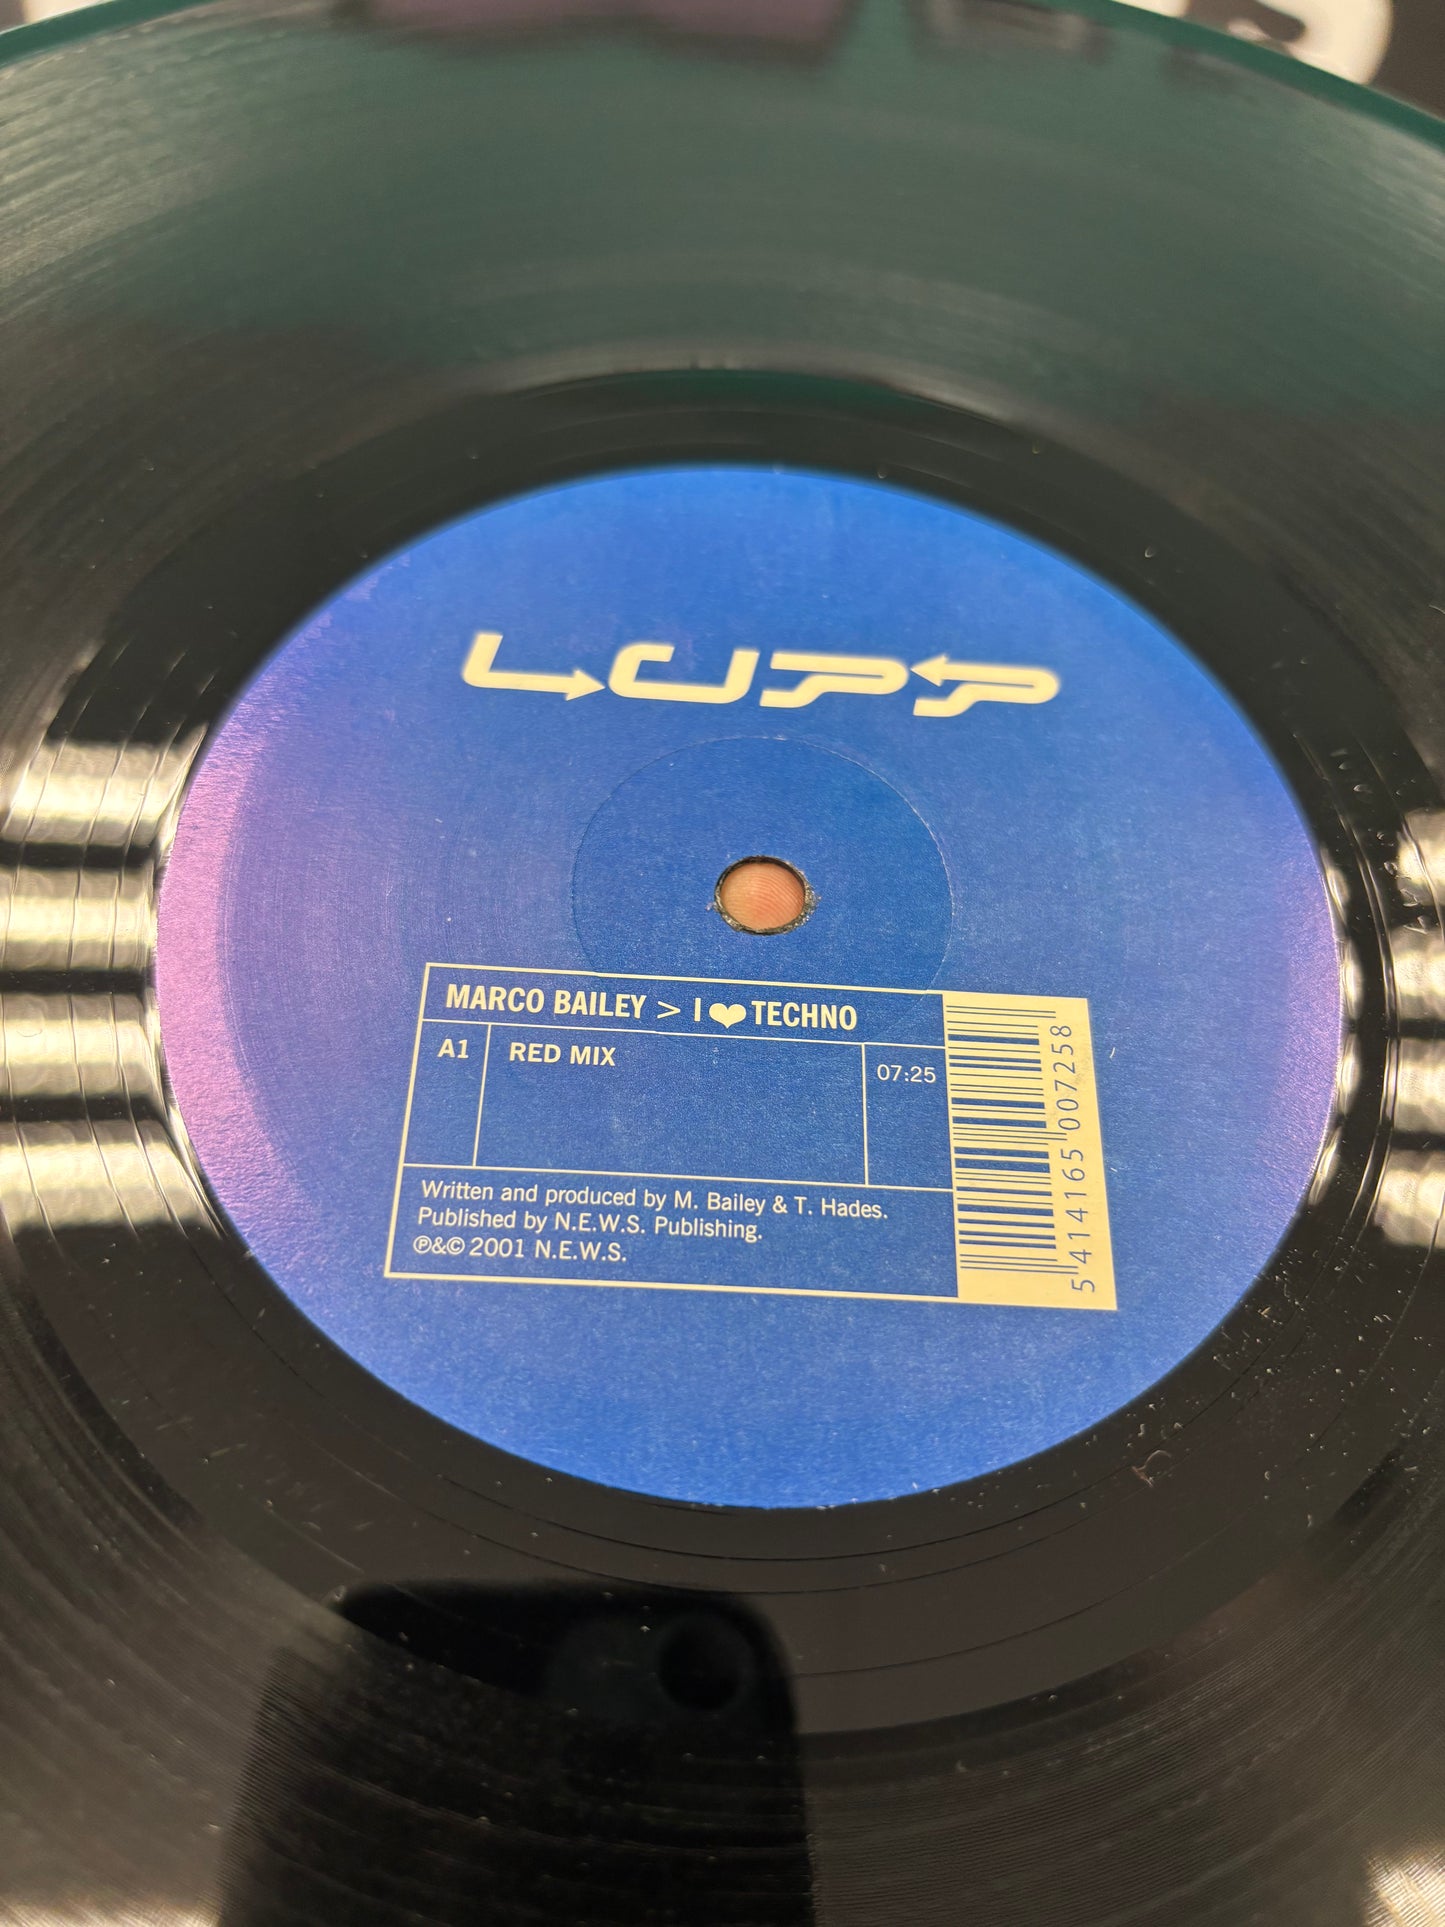 LUPP
MARCO BAILEY > I ❤ TECHNO
A1 RED MIX 07:25
Written and produced by M. Bailey & T. Hades.
Published by N.E.W.S. Publishing.
℗&© 2001 N.E.W.S.
5 414165 007258